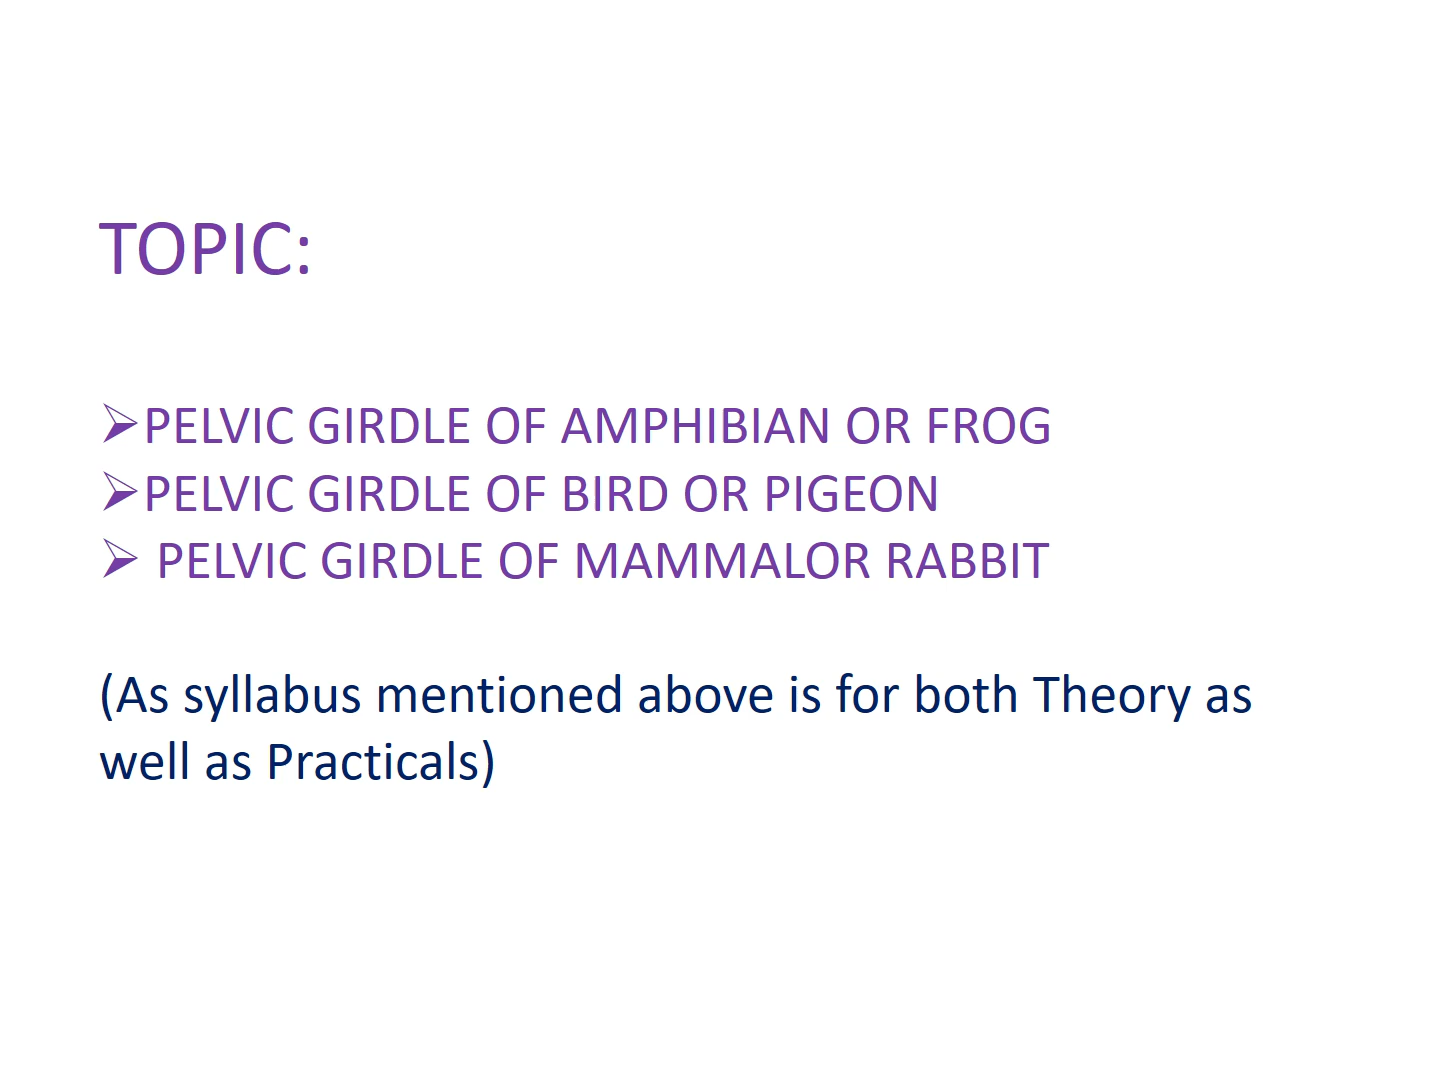 TOPIC:
➢PELVIC GIRDLE OF AMPHIBIAN OR FROG
➢PELVIC GIRDLE OF BIRD OR PIGEON
➢ PELVIC GIRDLE OF MAMMALOR RABBIT
(As syllabus mentioned above is for both Theory as
well as Practicals)